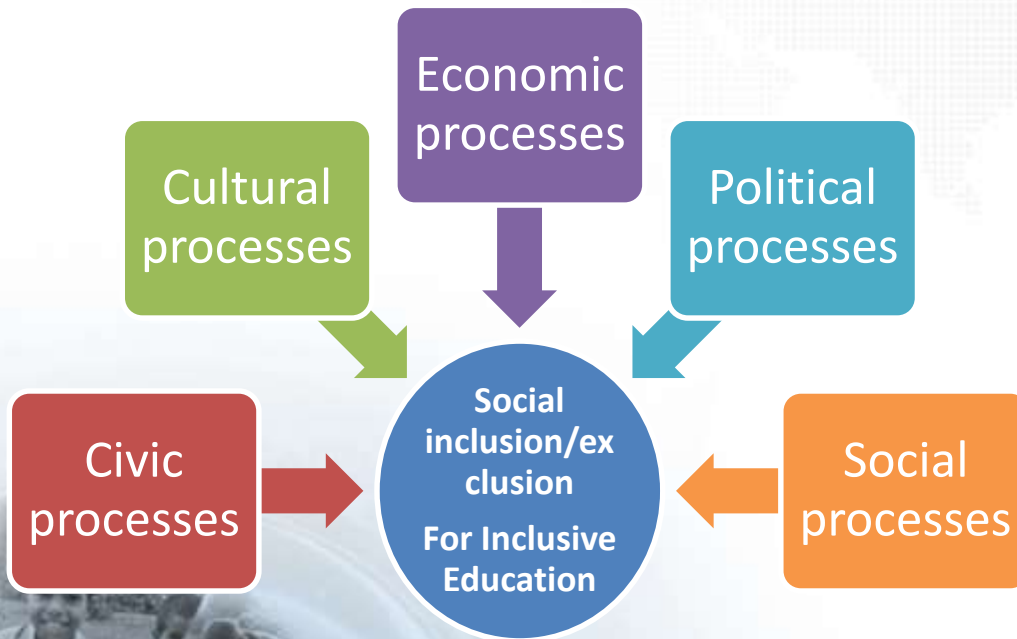 Economic
processes
Cultural
processes
Political
processes
Civic
processes
Social
inclusion/ex
clusion
For Inclusive
Education
Social
processes